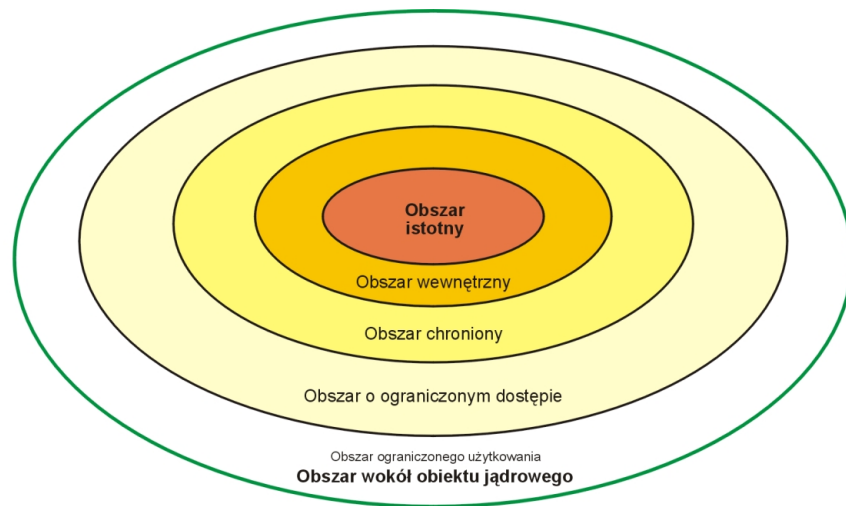 Obszar
istotny
Obszar wewnętrzny
Obszar chroniony
Obszar o ograniczonym dostępie
Obszar ograniczonego użytkowania
Obszar wokół obiektu jądrowego